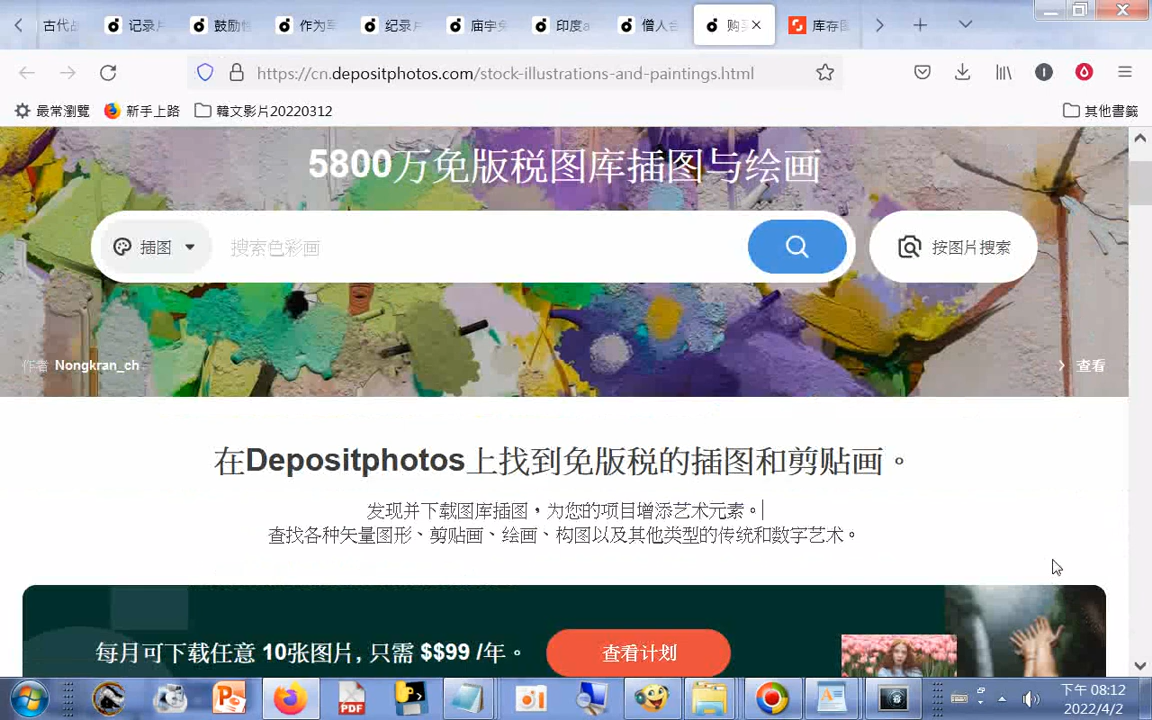 古代
记录
鼓励
作为
纪录
庙宇
印度a
僧人
购
库存
https://cn.depositphotos.com/stock-illustrations-and-paintings.html
最常瀏覽
新手上路
韓文影片20220312
其他書籤
5800万免版税图库插图与绘画
插图
搜索色彩画
按图片搜索
作者 Nongkran_ch
查看
在Depositphotos上找到免版税的插图和剪贴画。
发现并下载图库插图，为您的项目增添艺术元素。
查找各种矢量图形、剪贴画、绘画、构图以及其他类型的传统和数字艺术。
每月可下载任意 10张图片, 只需 $$99 /年。
查看计划
PDF
下午 08:12
2022/4/2